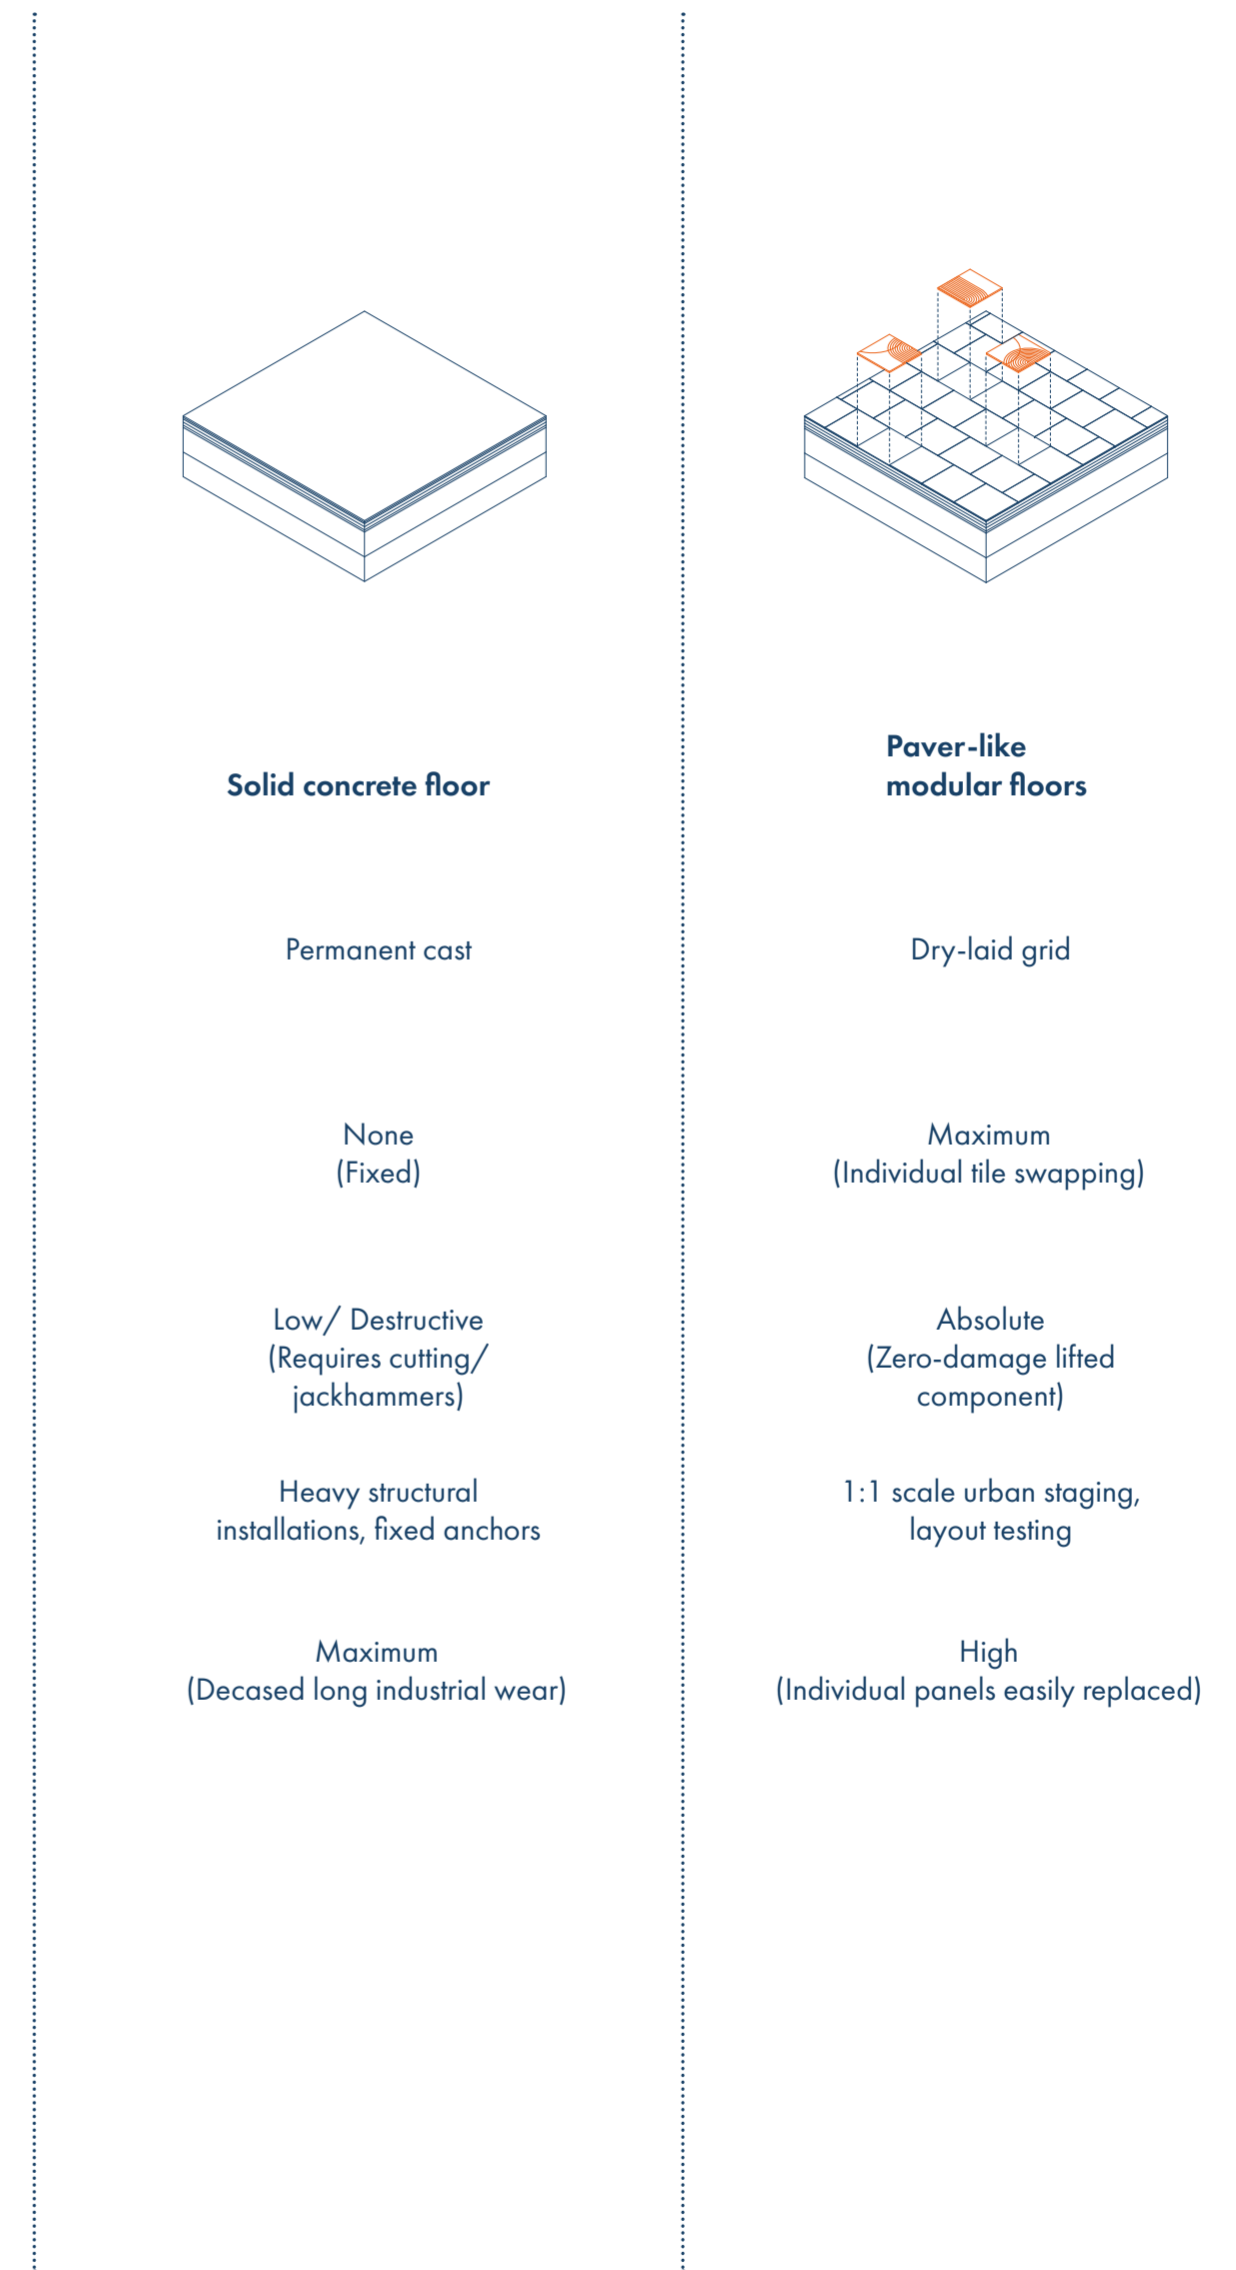 Solid concrete floor
Permanent cast
None
(Fixed)
Low/ Destructive
(Requires cutting/
jackhammers)
Heavy structural
installations, fixed anchors
Maximum
(Decased long industrial wear)
Paver-like
modular floors
Dry-laid grid
Maximum
(Individual tile swapping)
Absolute
(Zero-damage lifted
component)
1:1 scale urban staging,
layout testing
High
(Individual panels easily replaced)